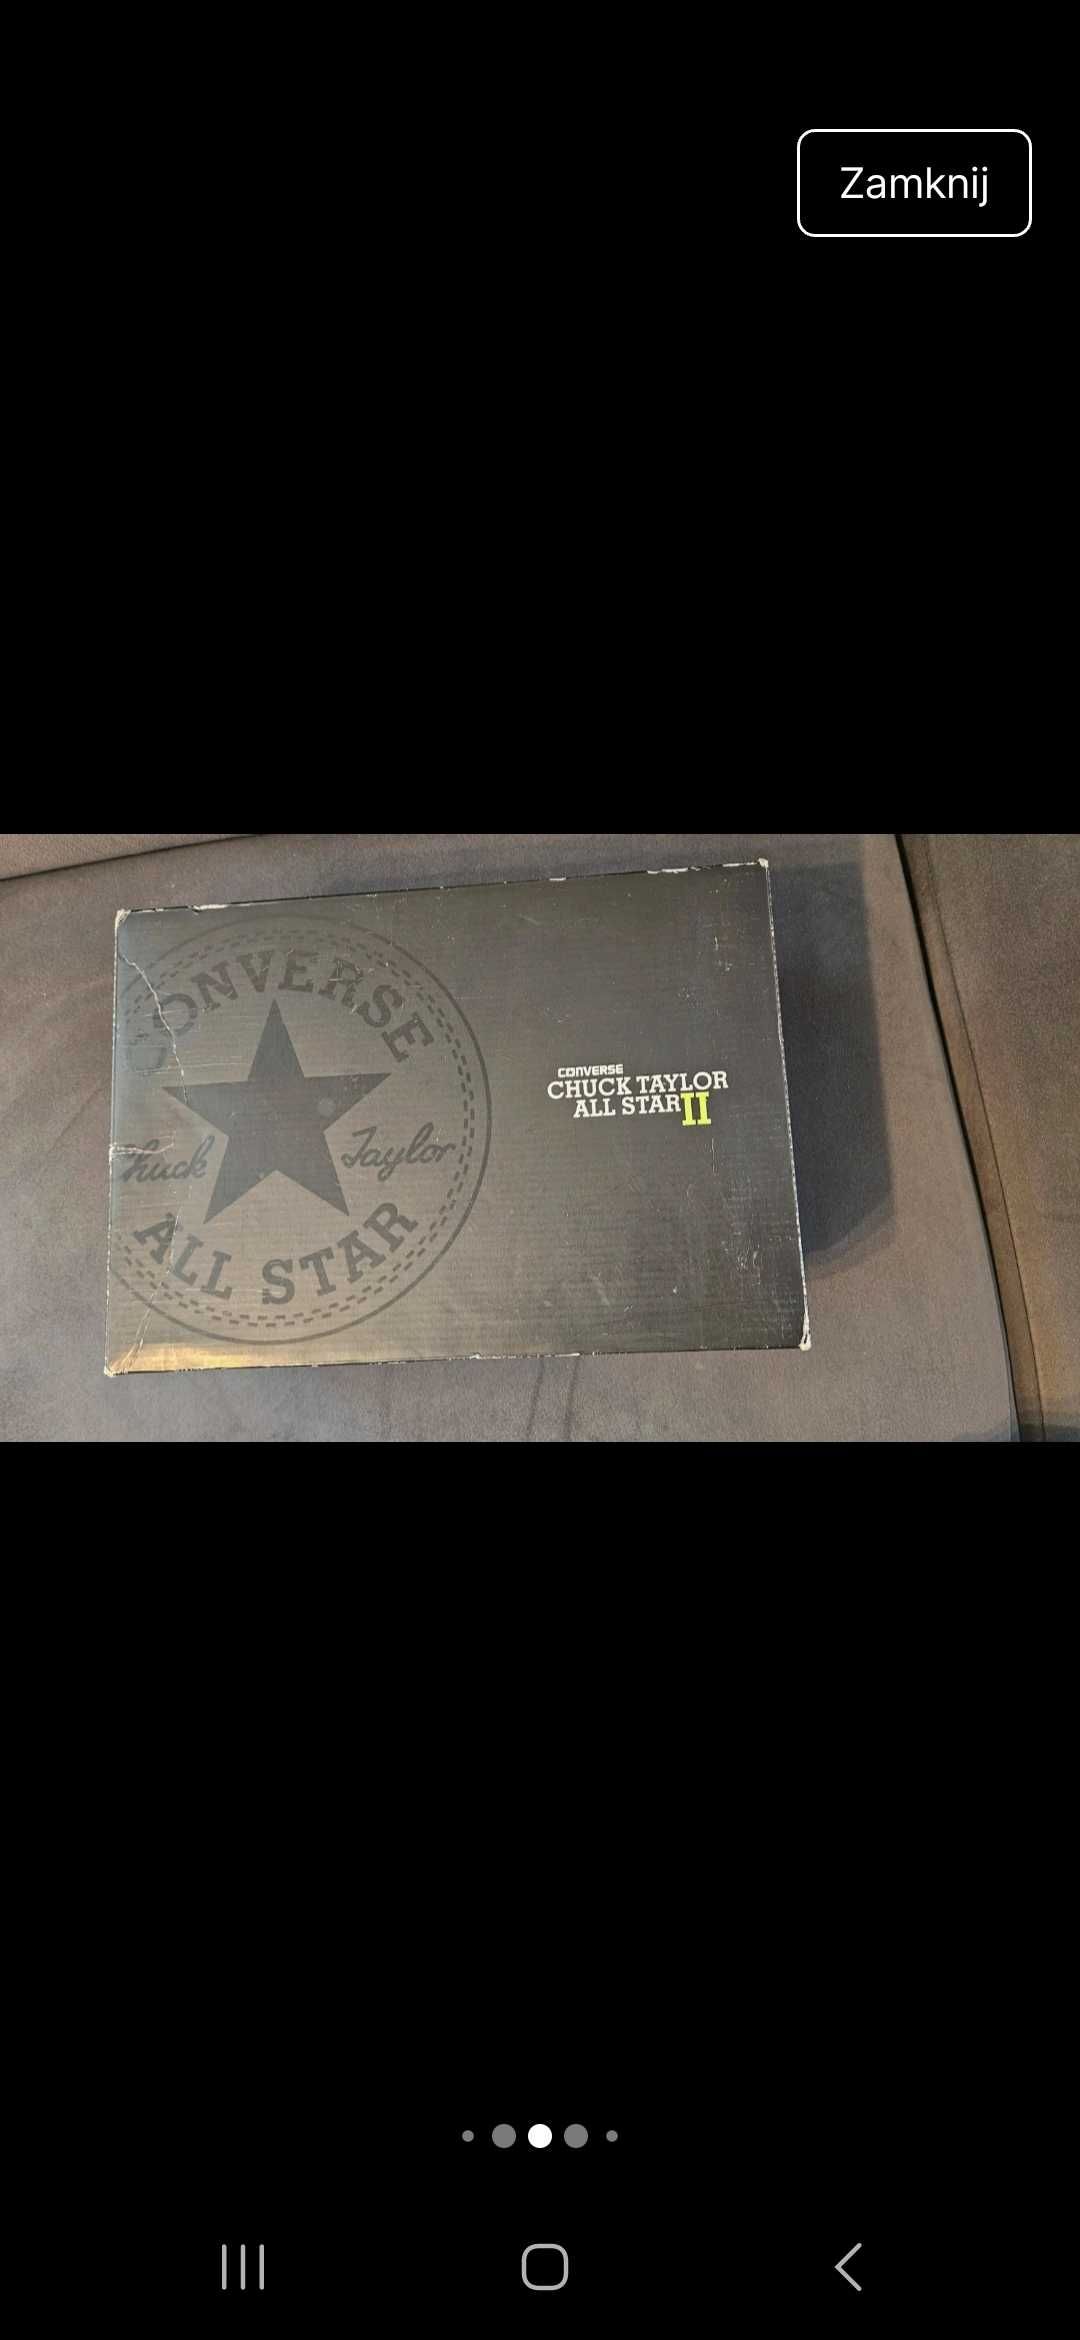 Zamknij
CONVERSE
Chuck Taylor
ALL STAR
CONVERSE
CHUCK TAYLOR
ALL STAR II